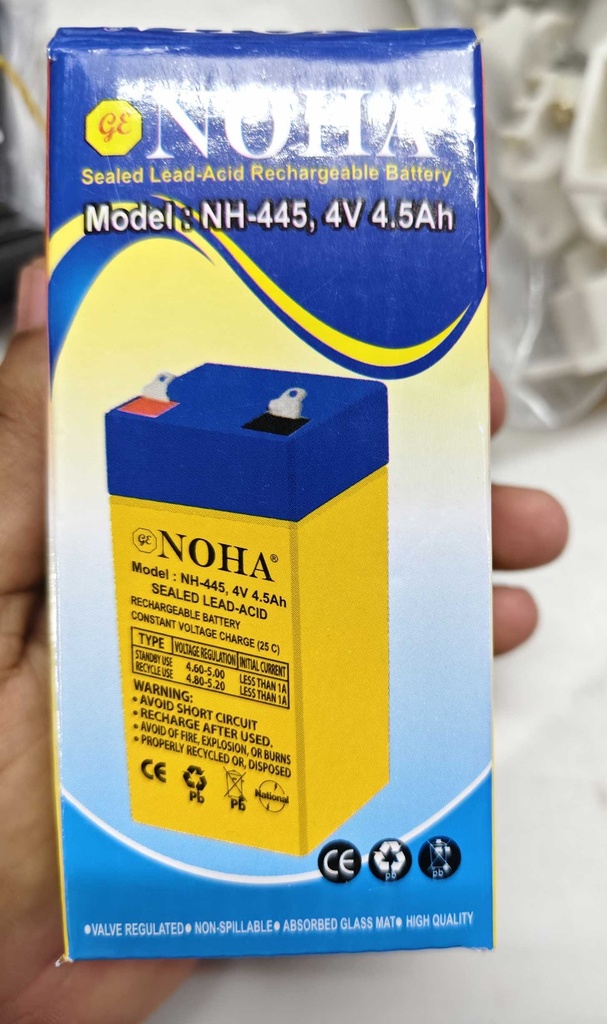 GE NOHA
Sealed Lead-Acid Rechargeable Battery
Model : NH-445, 4V 4.5Ah
GE NOHA®
Model : NH-445, 4V 4.5Ah
SEALED LEAD-ACID
RECHARGEABLE BATTERY
CONSTANT VOLTAGE CHARGE (25 C)
TYPE VOLTAGE REGULATION INITIAL CURRENT
STANDBY USE 4.60-5.00 LESS THAN 1A
RECYCLE USE 4.80-5.20 LESS THAN 1A
WARNING:
• AVOID SHORT CIRCUIT
• RECHARGE AFTER USED.
• AVOID OF FIRE, EXPLOSION, OR BURNS
• PROPERLY RECYCLED OR, DISPOSED
CE Pb Pb National
CE pb pb
•VALVE REGULATED• NON-SPILLABLE• ABSORBED GLASS MAT• HIGH QUALITY